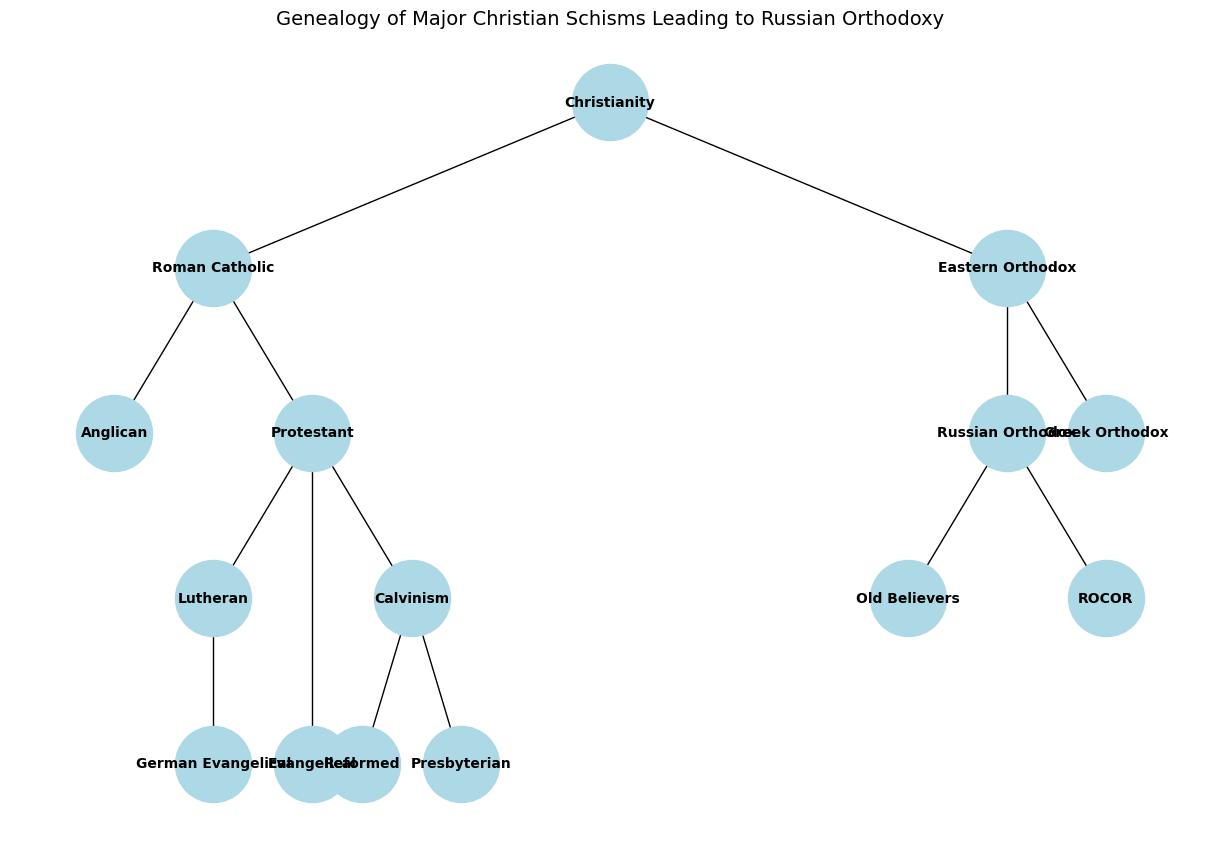 Genealogy of Major Christian Schisms Leading to Russian Orthodoxy
Christianity
Roman Catholic
Eastern Orthodox
Anglican
Protestant
Russian Orthodox
Greek Orthodox
Lutheran
Calvinism
Old Believers
ROCOR
German Evangelical
Evangelical
Reformed
Presbyterian